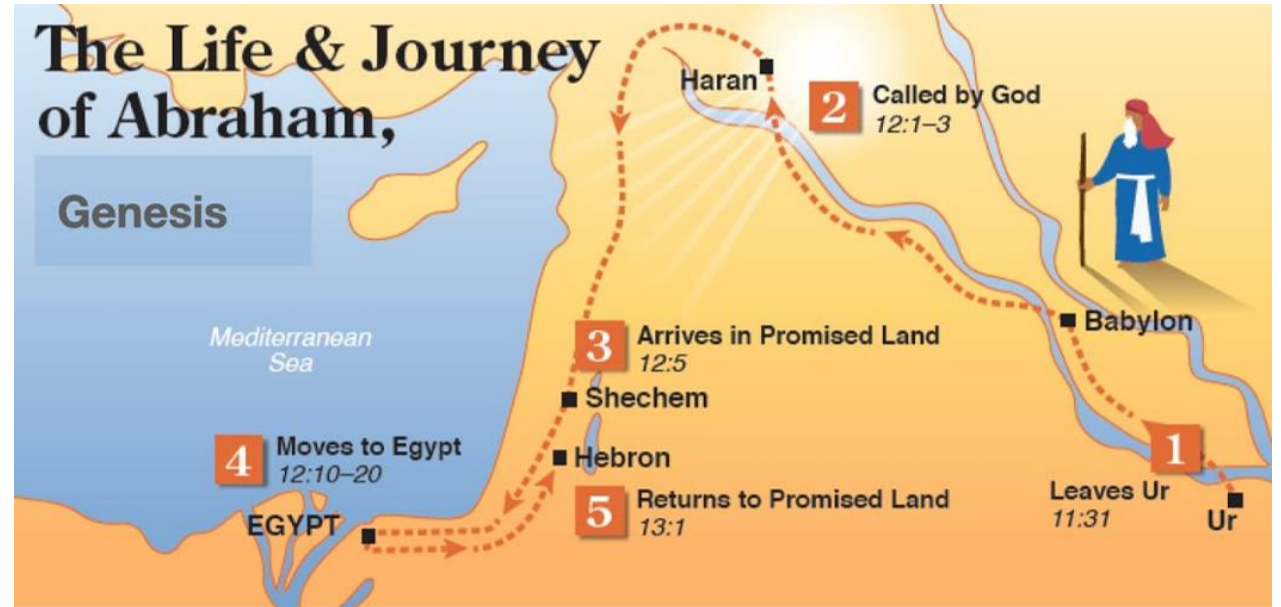 The Life & Journey
of Abraham,
Genesis
Haran
2
Called by God
12:1–3
Mediterranean
Sea
Babylon
3
Arrives in Promised Land
12:5
Shechem
4
Moves to Egypt
12:10–20
Hebron
1
5
Returns to Promised Land
13:1
Leaves Ur
11:31
EGYPT
Ur